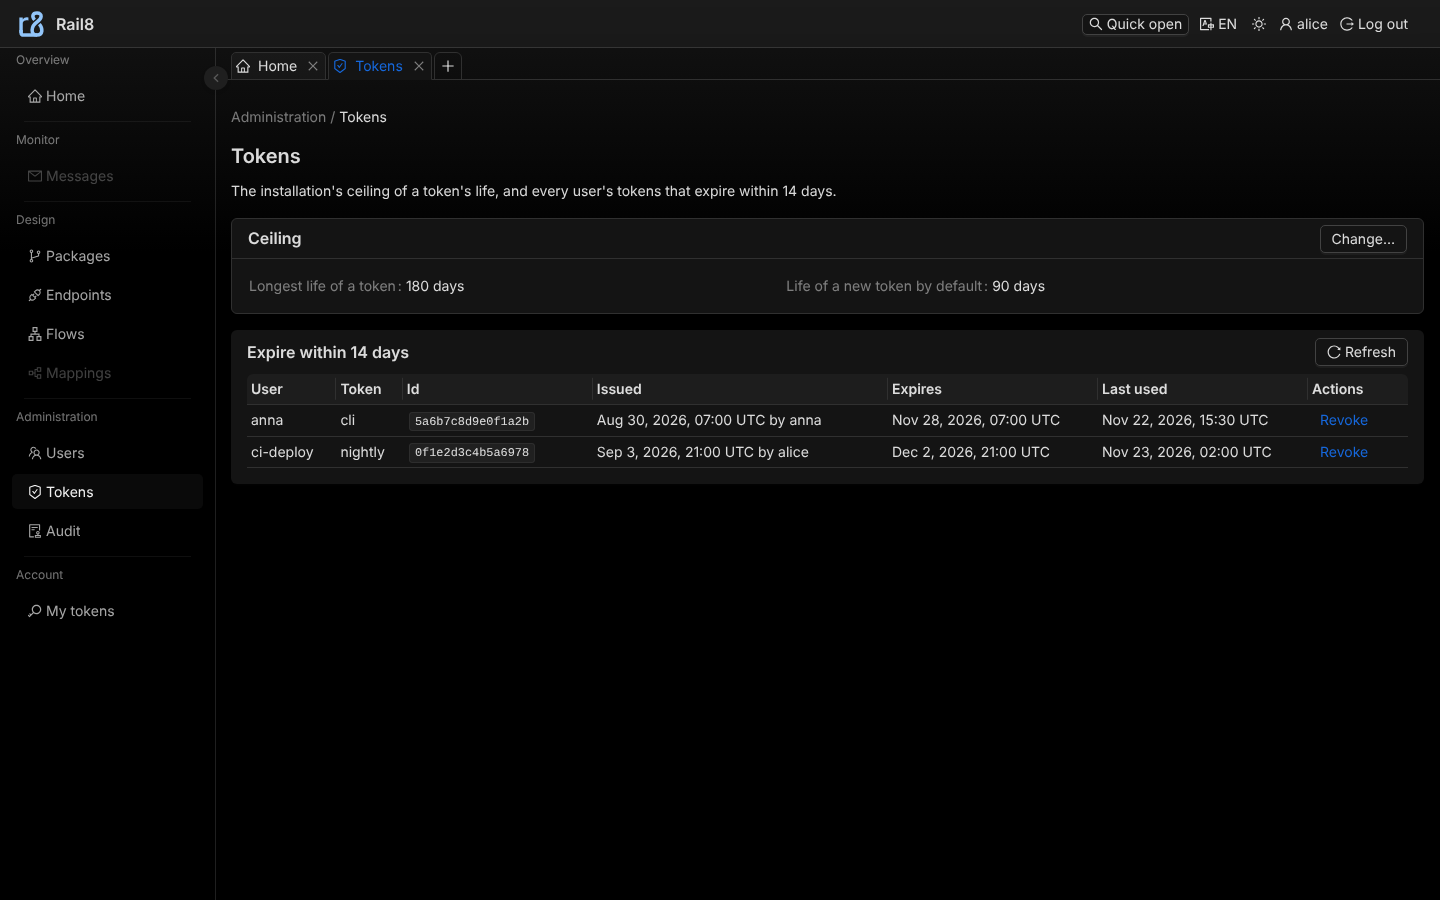 r8 Rail8
Quick open EN alice Log out
Overview
Home
Monitor
Messages
Design
Packages
Endpoints
Flows
Mappings
Administration
Users
Tokens
Audit
Account
My tokens
Home Tokens
Administration / Tokens
Tokens
The installation's ceiling of a token's life, and every user's tokens that expire within 14 days.
Ceiling Change...
Longest life of a token: 180 days Life of a new token by default: 90 days
Expire within 14 days Refresh
User Token Id Issued Expires Last used Actions
anna cli 5a6b7c8d9e0f1a2b Aug 30, 2026, 07:00 UTC by anna Nov 28, 2026, 07:00 UTC Nov 22, 2026, 15:30 UTC Revoke
ci-deploy nightly 0f1e2d3c4b5a6978 Sep 3, 2026, 21:00 UTC by alice Dec 2, 2026, 21:00 UTC Nov 23, 2026, 02:00 UTC Revoke